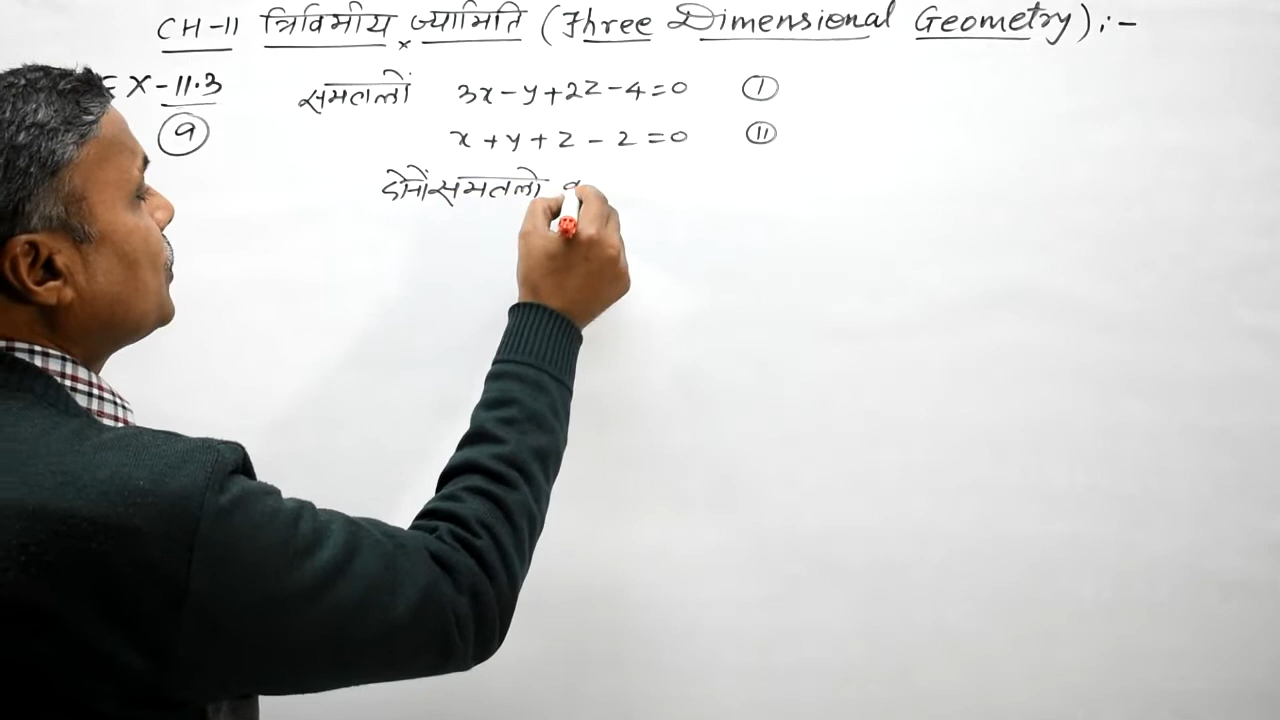 CH-11 त्रिविमीय ज्यामिति (Three Dimensional Geometry):-
EX-11.3 समतलों 3x-y+2z-4=0 I
9 x+y+z-2=0 II
दोनों समतलो